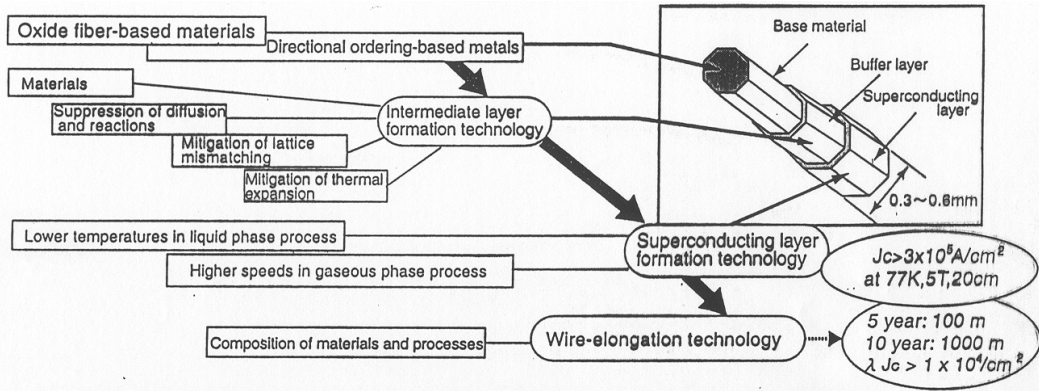 Oxide fiber-based materials
Directional ordering-based metals
Materials
Suppression of diffusion
and reactions
Mitigation of lattice
mismatching
Mitigation of thermal
expansion
Intermediate layer
formation technology
Base material
Buffer layer
Superconducting
layer
0.3～0.6mm
Lower temperatures in liquid phase process
Higher speeds in gaseous phase process
Superconducting layer
formation technology
Jc>3x10⁵A/cm²
at 77K,5T,20cm
Composition of materials and processes
Wire-elongation technology
5 year: 100 m
10 year: 1000 m
λ Jc > 1 x 10⁴/cm²